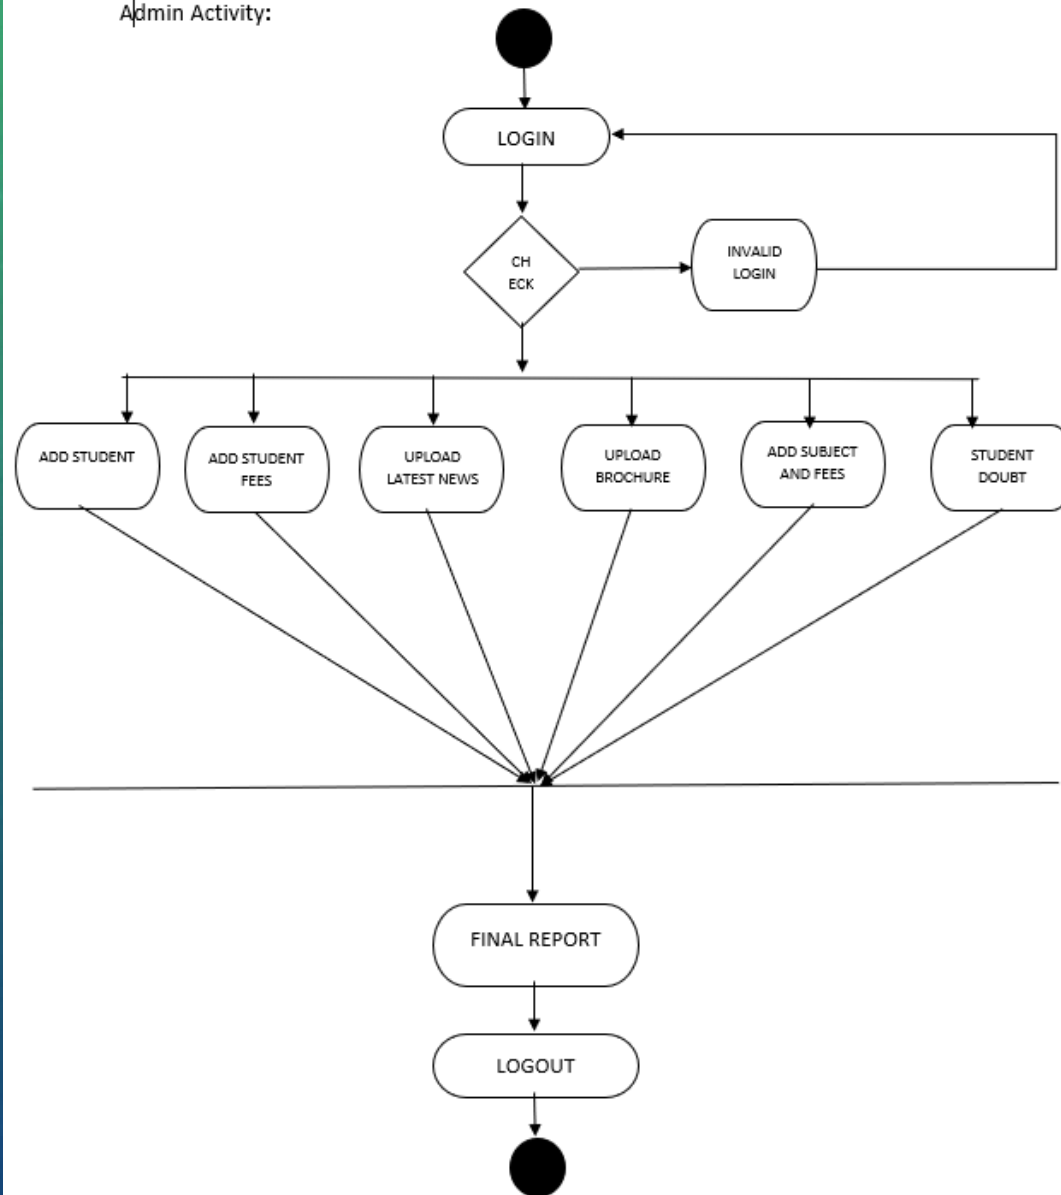 Admin Activity:
LOGIN
CH
ECK
INVALID
LOGIN
ADD STUDENT
ADD STUDENT
FEES
UPLOAD
LATEST NEWS
UPLOAD
BROCHURE
ADD SUBJECT
AND FEES
STUDENT
DOUBT
FINAL REPORT
LOGOUT